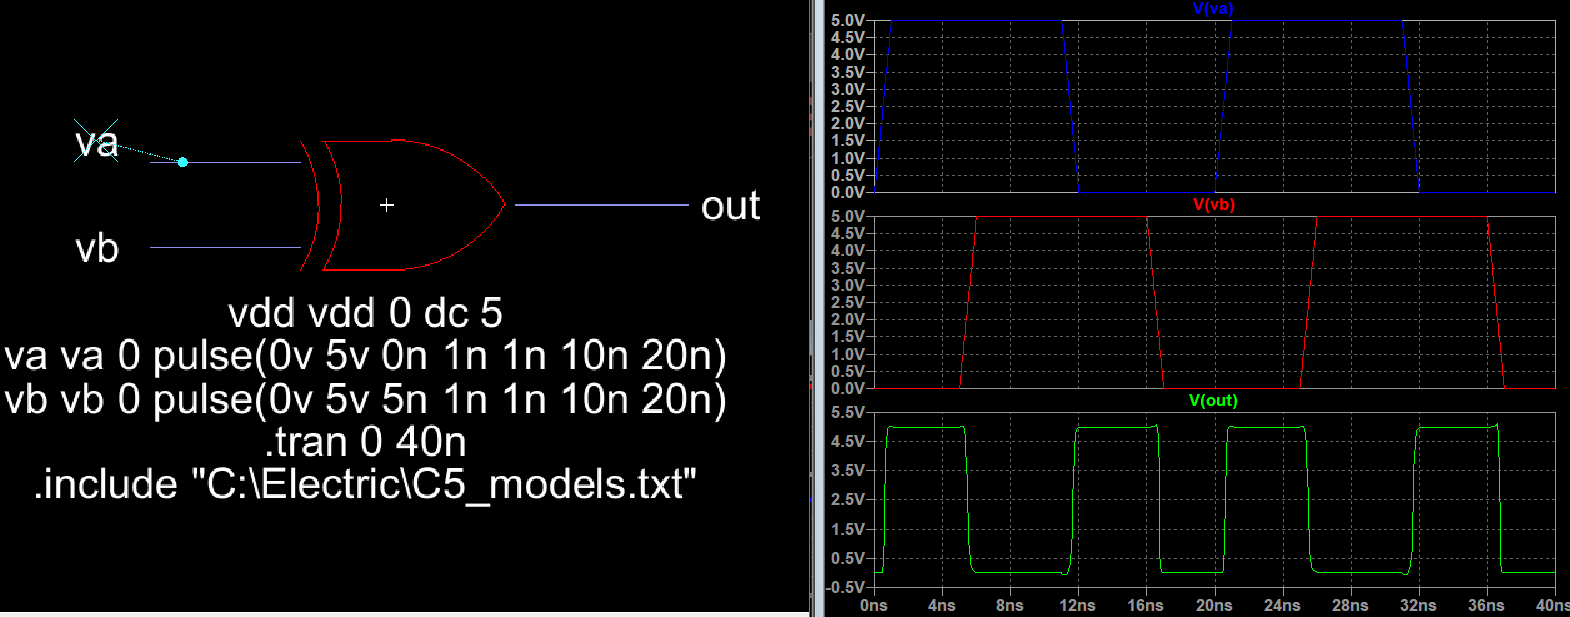 va
vb
out
vdd vdd 0 dc 5
va va 0 pulse(0v 5v 0n 1n 1n 10n 20n)
vb vb 0 pulse(0v 5v 5n 1n 1n 10n 20n)
.tran 0 40n
.include "C:\Electric\C5_models.txt"
V(va)
5.0V
4.5V
4.0V
3.5V
3.0V
2.5V
2.0V
1.5V
1.0V
0.5V
0.0V
V(vb)
5.0V
4.5V
4.0V
3.5V
3.0V
2.5V
2.0V
1.5V
1.0V
0.5V
0.0V
V(out)
5.5V
4.5V
3.5V
2.5V
1.5V
0.5V
-0.5V
0ns 4ns 8ns 12ns 16ns 20ns 24ns 28ns 32ns 36ns 40ns